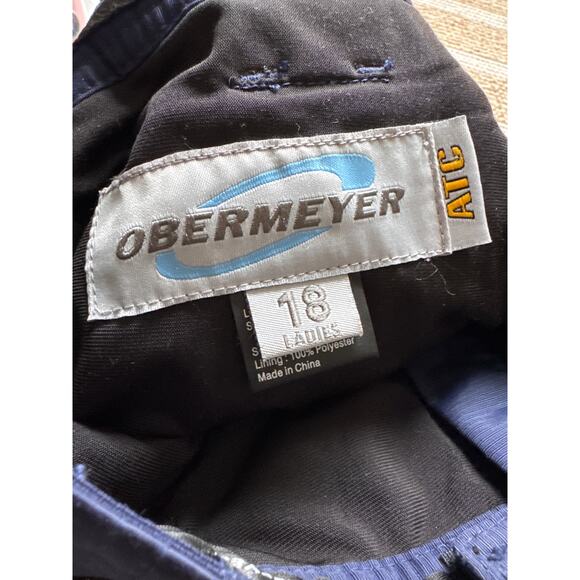 OBERMEYER
ATC
18
LADIES
Lining: 100% Polyester
Made in China